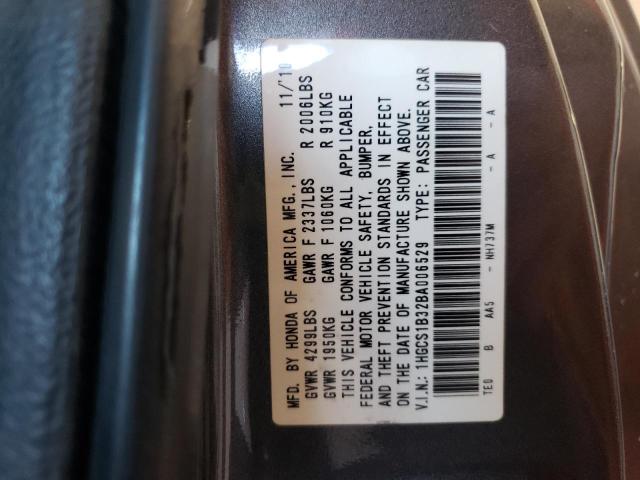 MFD. BY HONDA OF AMERICA MFG., INC. 11/'10
GVWR 4299LBS GAWR F 2337LBS R 2006LBS
GVWR 1950KG GAWR F 1060KG R 910KG
THIS VEHICLE CONFORMS TO ALL APPLICABLE
FEDERAL MOTOR VEHICLE SAFETY, BUMPER,
AND THEFT PREVENTION STANDARDS IN EFFECT
ON THE DATE OF MANUFACTURE SHOWN ABOVE.
V.I.N.: 1HGCS1B32BA006529 TYPE: PASSENGER CAR
TE0 B AA5 - NH737M - A - A